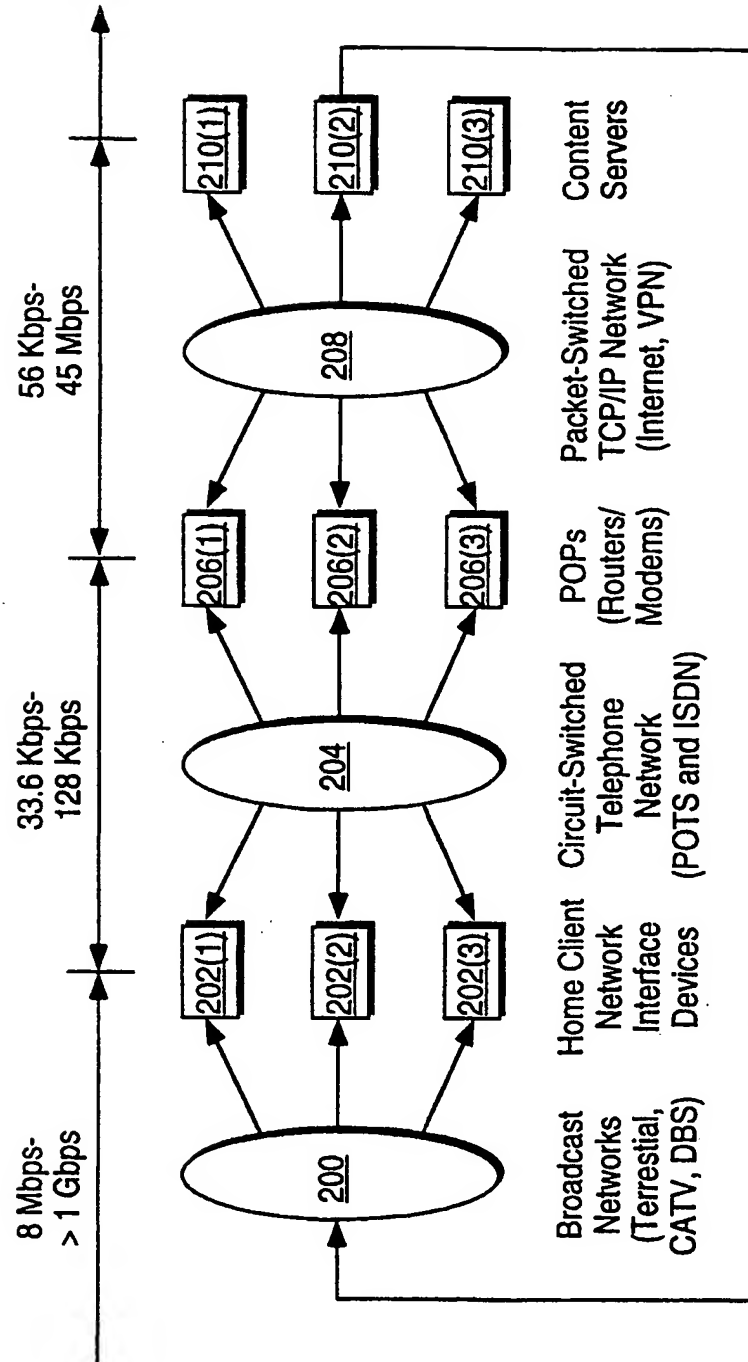 8 Mbps-
> 1 Gbps
33.6 Kbps-
128 Kbps
56 Kbps-
45 Mbps
200
202(1)
202(2)
202(3)
204
206(1)
206(2)
206(3)
208
210(1)
210(2)
210(3)
Broadcast
Networks
(Terrestial,
CATV, DBS)
Home Client
Network
Interface
Devices
Circuit-Switched
Telephone
Network
(POTS and ISDN)
POPs
(Routers/
Modems)
Packet-Switched
TCP/IP Network
(Internet, VPN)
Content
Servers